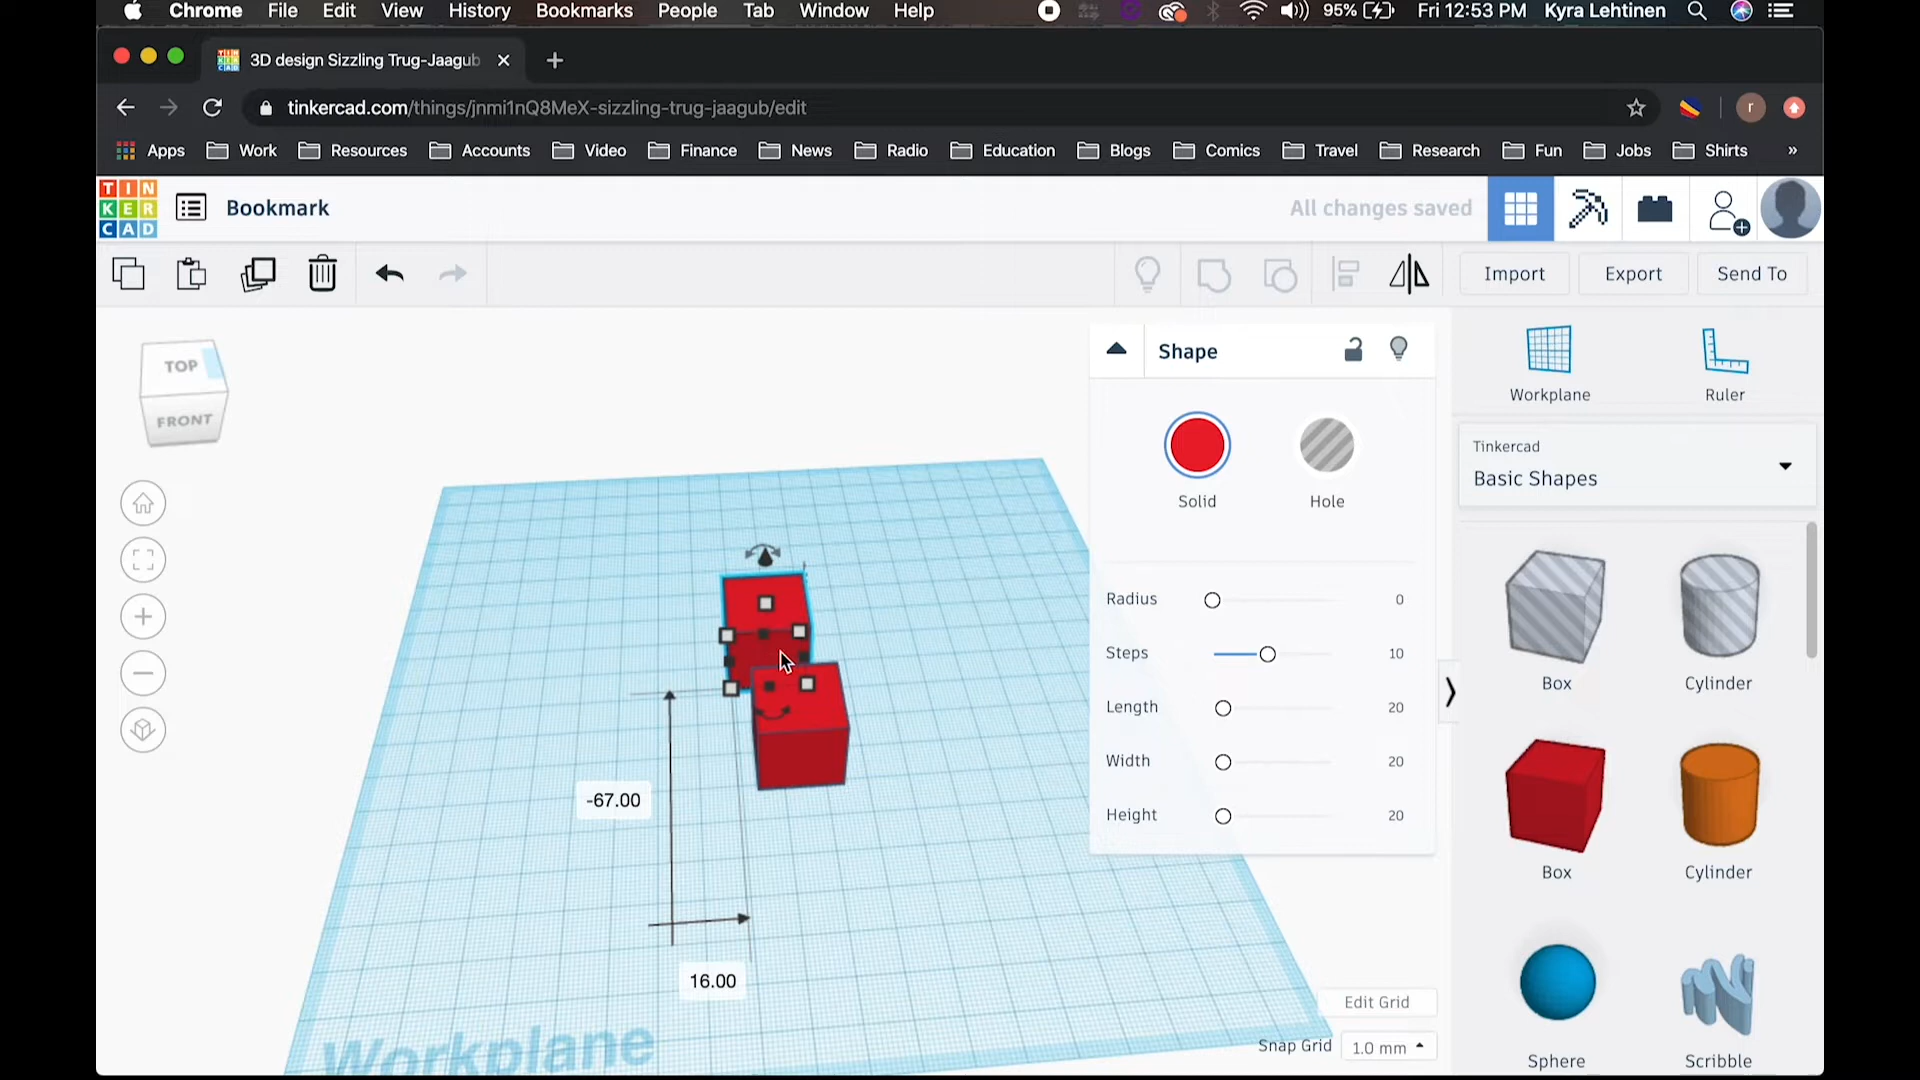 Chrome File Edit View History Bookmarks People Tab Window Help 95% Fri 12:53 PM Kyra Lehtinen
3D design Sizzling Trug-Jaagub
tinkercad.com/things/jnmi1nQ8MeX-sizzling-trug-jaagub/edit
r
Apps Work Resources Accounts Video Finance News Radio Education Blogs Comics Travel Research Fun Jobs Shirts »
TIN
KER
CAD
Bookmark
All changes saved
Import Export Send To
TOP
FRONT
Shape
Solid Hole
Radius 0
Steps 10
Length 20
Width 20
Height 20
Workplane Ruler
Tinkercad
Basic Shapes
Box Cylinder
Box Cylinder
Sphere Scribble
-67.00
16.00
Workplane
Edit Grid
Snap Grid 1.0 mm